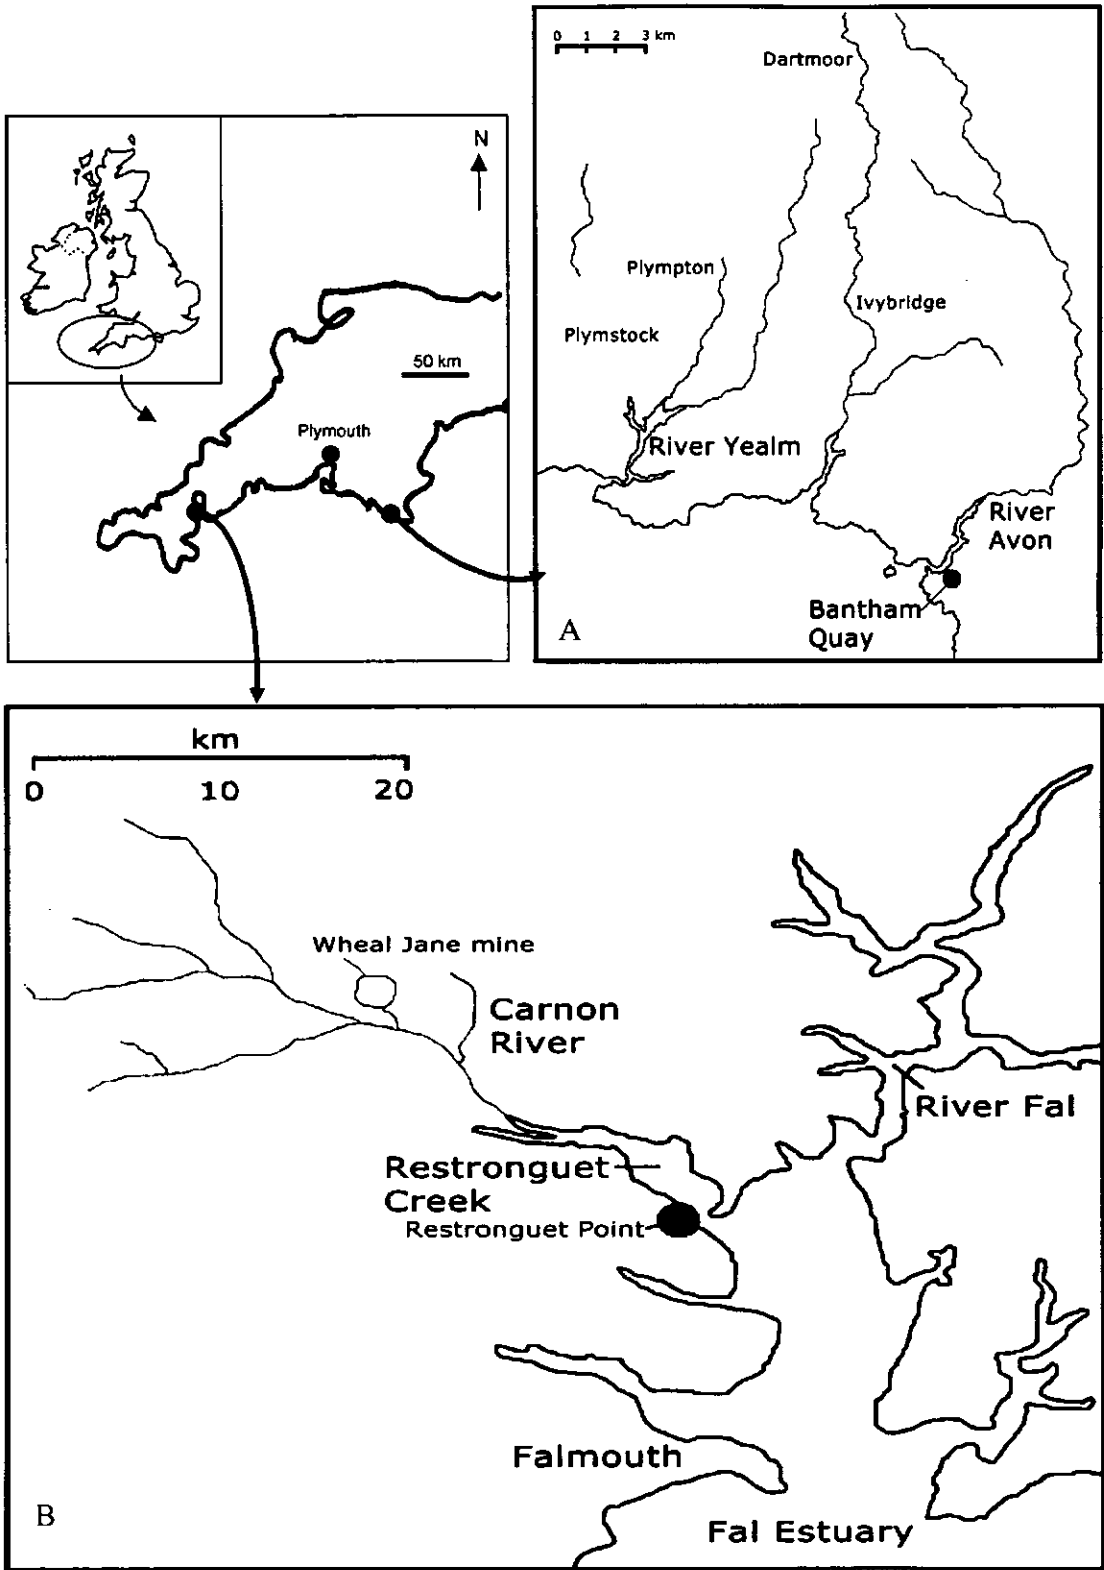 N
50 km
Plymouth
0 1 2 3 km
Dartmoor
Plympton
Ivybridge
Plymstock
River Yealm
River
Avon
Bantham
Quay
A
km
0 10 20
Wheal Jane mine
Carnon
River
River Fal
Restronguet
Creek
Restronguet Point
Falmouth
Fal Estuary
B